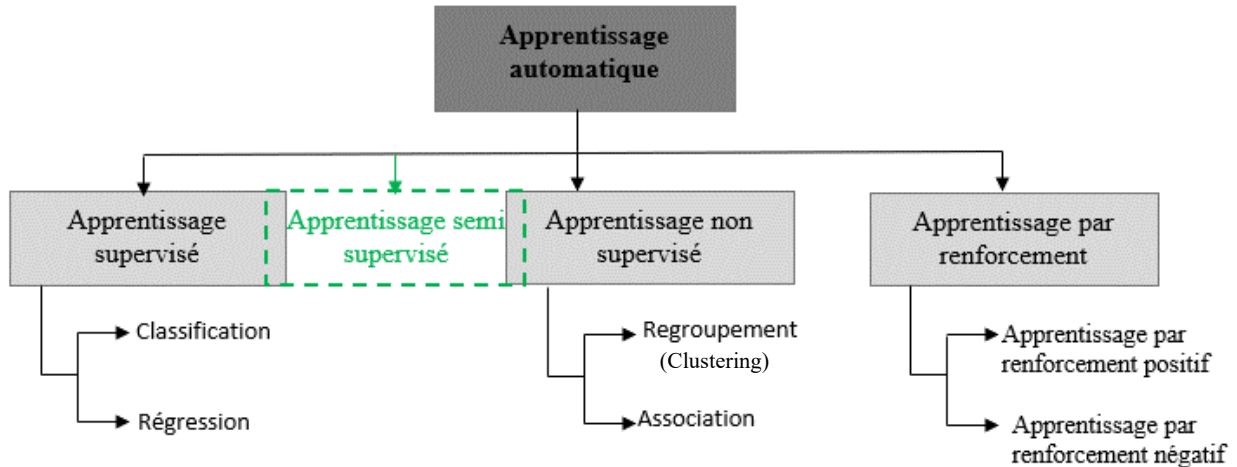 Apprentissage
automatique
Apprentissage
supervisé
Apprentissage semi
supervisé
Apprentissage non
supervisé
Apprentissage par
renforcement
Classification
Régression
Regroupement
(Clustering)
Association
Apprentissage par
renforcement positif
Apprentissage par
renforcement négatif